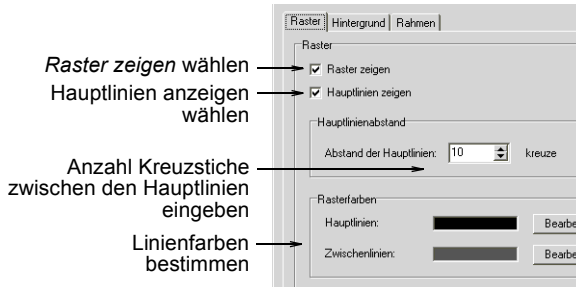 Raster Hintergrund Rahmen
Raster
Raster zeigen wählen
Raster zeigen
Hauptlinien anzeigen
wählen
Hauptlinien zeigen
Hauptlinienabstand
Anzahl Kreuzstiche
zwischen den Hauptlinien
eingeben
Abstand der Hauptlinien: 10 kreuze
Rasterfarben
Linienfarben
bestimmen
Hauptlinien: Bearbe
Zwischenlinien: Bearbe